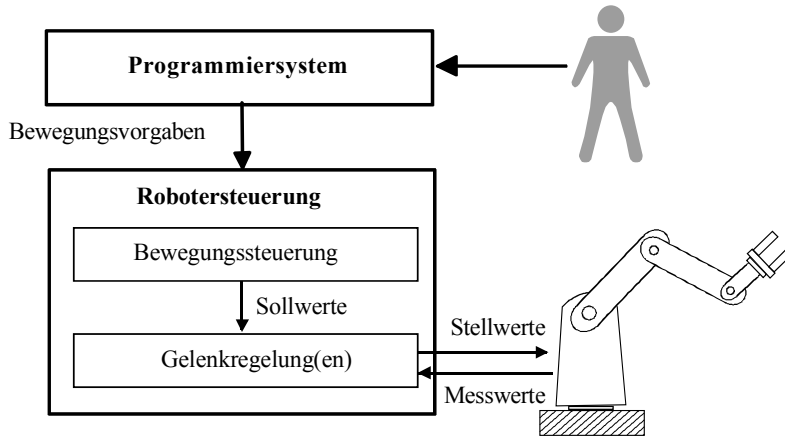 Programmiersystem
Bewegungsvorgaben
Robotersteuerung
Bewegungssteuerung
Sollwerte
Gelenkregelung(en)
Stellwerte
Messwerte